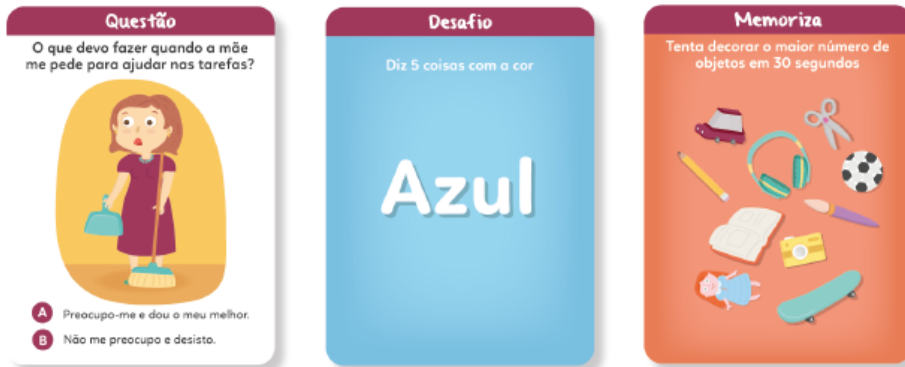 Questão
O que devo fazer quando a mãe
me pede para ajudar nas tarefas?
A Preocupo-me e dou o meu melhor.
B Não me preocupo e desisto.
Desafio
Diz 5 coisas com a cor
Azul
Memoriza
Tenta decorar o maior número de
objetos em 30 segundos